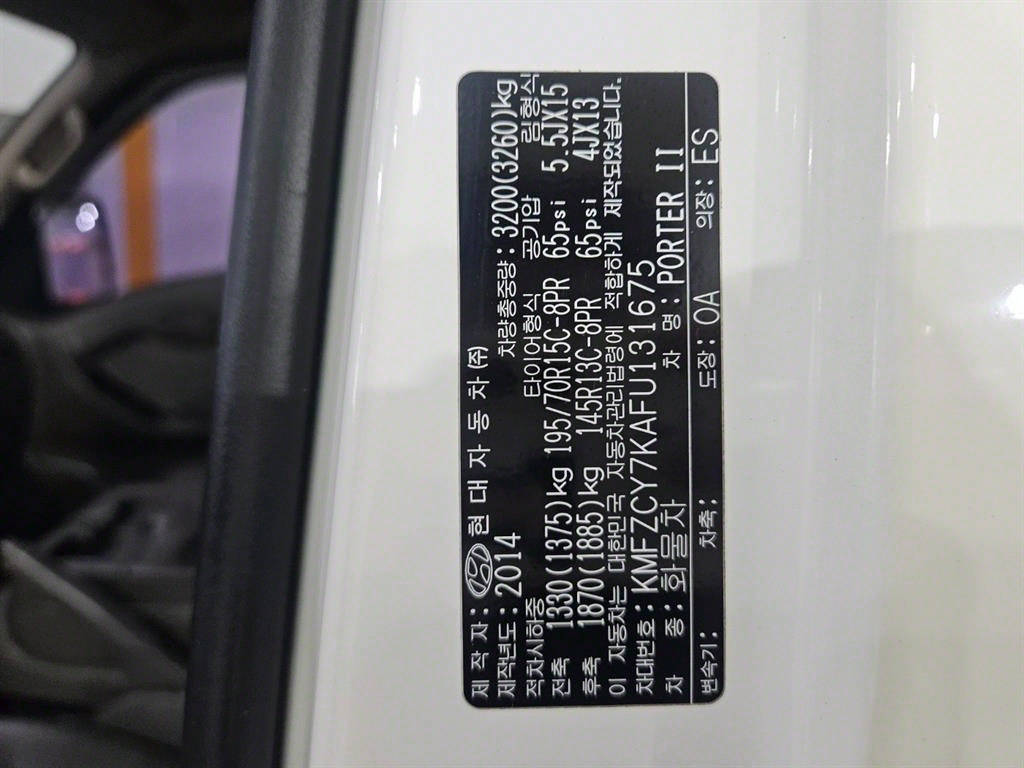 제 작 자: 현 대 자 동 차 ㈜
제작년도: 2014 차량총중량: 3200(3260)kg
적차시하중 타이어형식 공기압 림형식
전축 1330(1375)kg 195/70R15C-8PR 65psi 5.5JX15
후축 1870(1885)kg 145R13C-8PR 65psi 4JX13
이 자동차는 대한민국 자동차관리법령에 적합하게 제작되었습니다.
차대번호: KMFZCY7KAFU131675
차 종: 화물차 차 명: PORTER II
변속기: 차축: 도장: OA 의장: ES